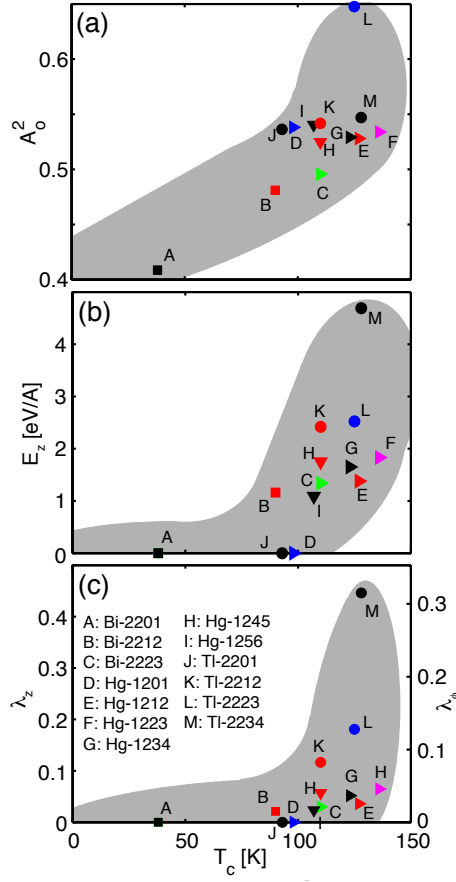 (a)
A_o^2
0.6
0.5
0.4
L
M
K
I
J
D
H
G
E
F
C
B
A
(b)
E_z [eV/A]
4
3
2
1
0
M
K
L
H
G
F
C
E
B
I
A
J
D
(c)
λ_z
0.4
0.3
0.2
0.1
0
λ_ϕ
0.3
0.2
0.1
0
M
A: Bi-2201
B: Bi-2212
C: Bi-2223
D: Hg-1201
E: Hg-1212
F: Hg-1223
G: Hg-1234
H: Hg-1245
I: Hg-1256
J: Tl-2201
K: Tl-2212
L: Tl-2223
M: Tl-2234
K
L
H
G
H
B
D
I
C
E
A
J
0
50
100
150
T_c [K]